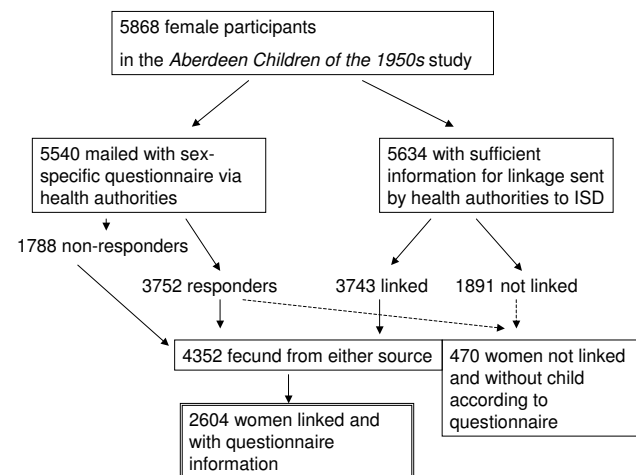 5868 female participants
in the Aberdeen Children of the 1950s study
5540 mailed with sex-
specific questionnaire via
health authorities
5634 with sufficient
information for linkage sent
by health authorities to ISD
1788 non-responders
3752 responders
3743 linked
1891 not linked
4352 fecund from either source
470 women not linked
and without child
according to
questionnaire
2604 women linked and
with questionnaire
information